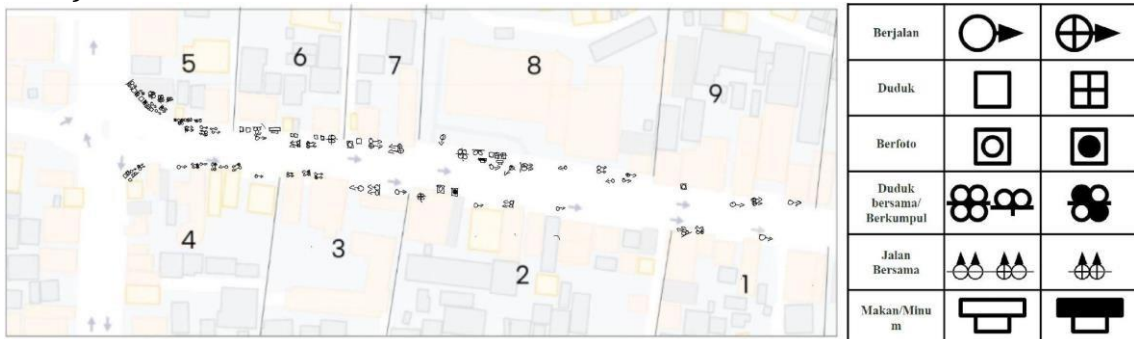 5
6
7
8
9
4
3
2
1
Berjalan
Duduk
Berfoto
Duduk
bersama/
Berkumpul
Jalan
Bersama
Makan/Minu
m